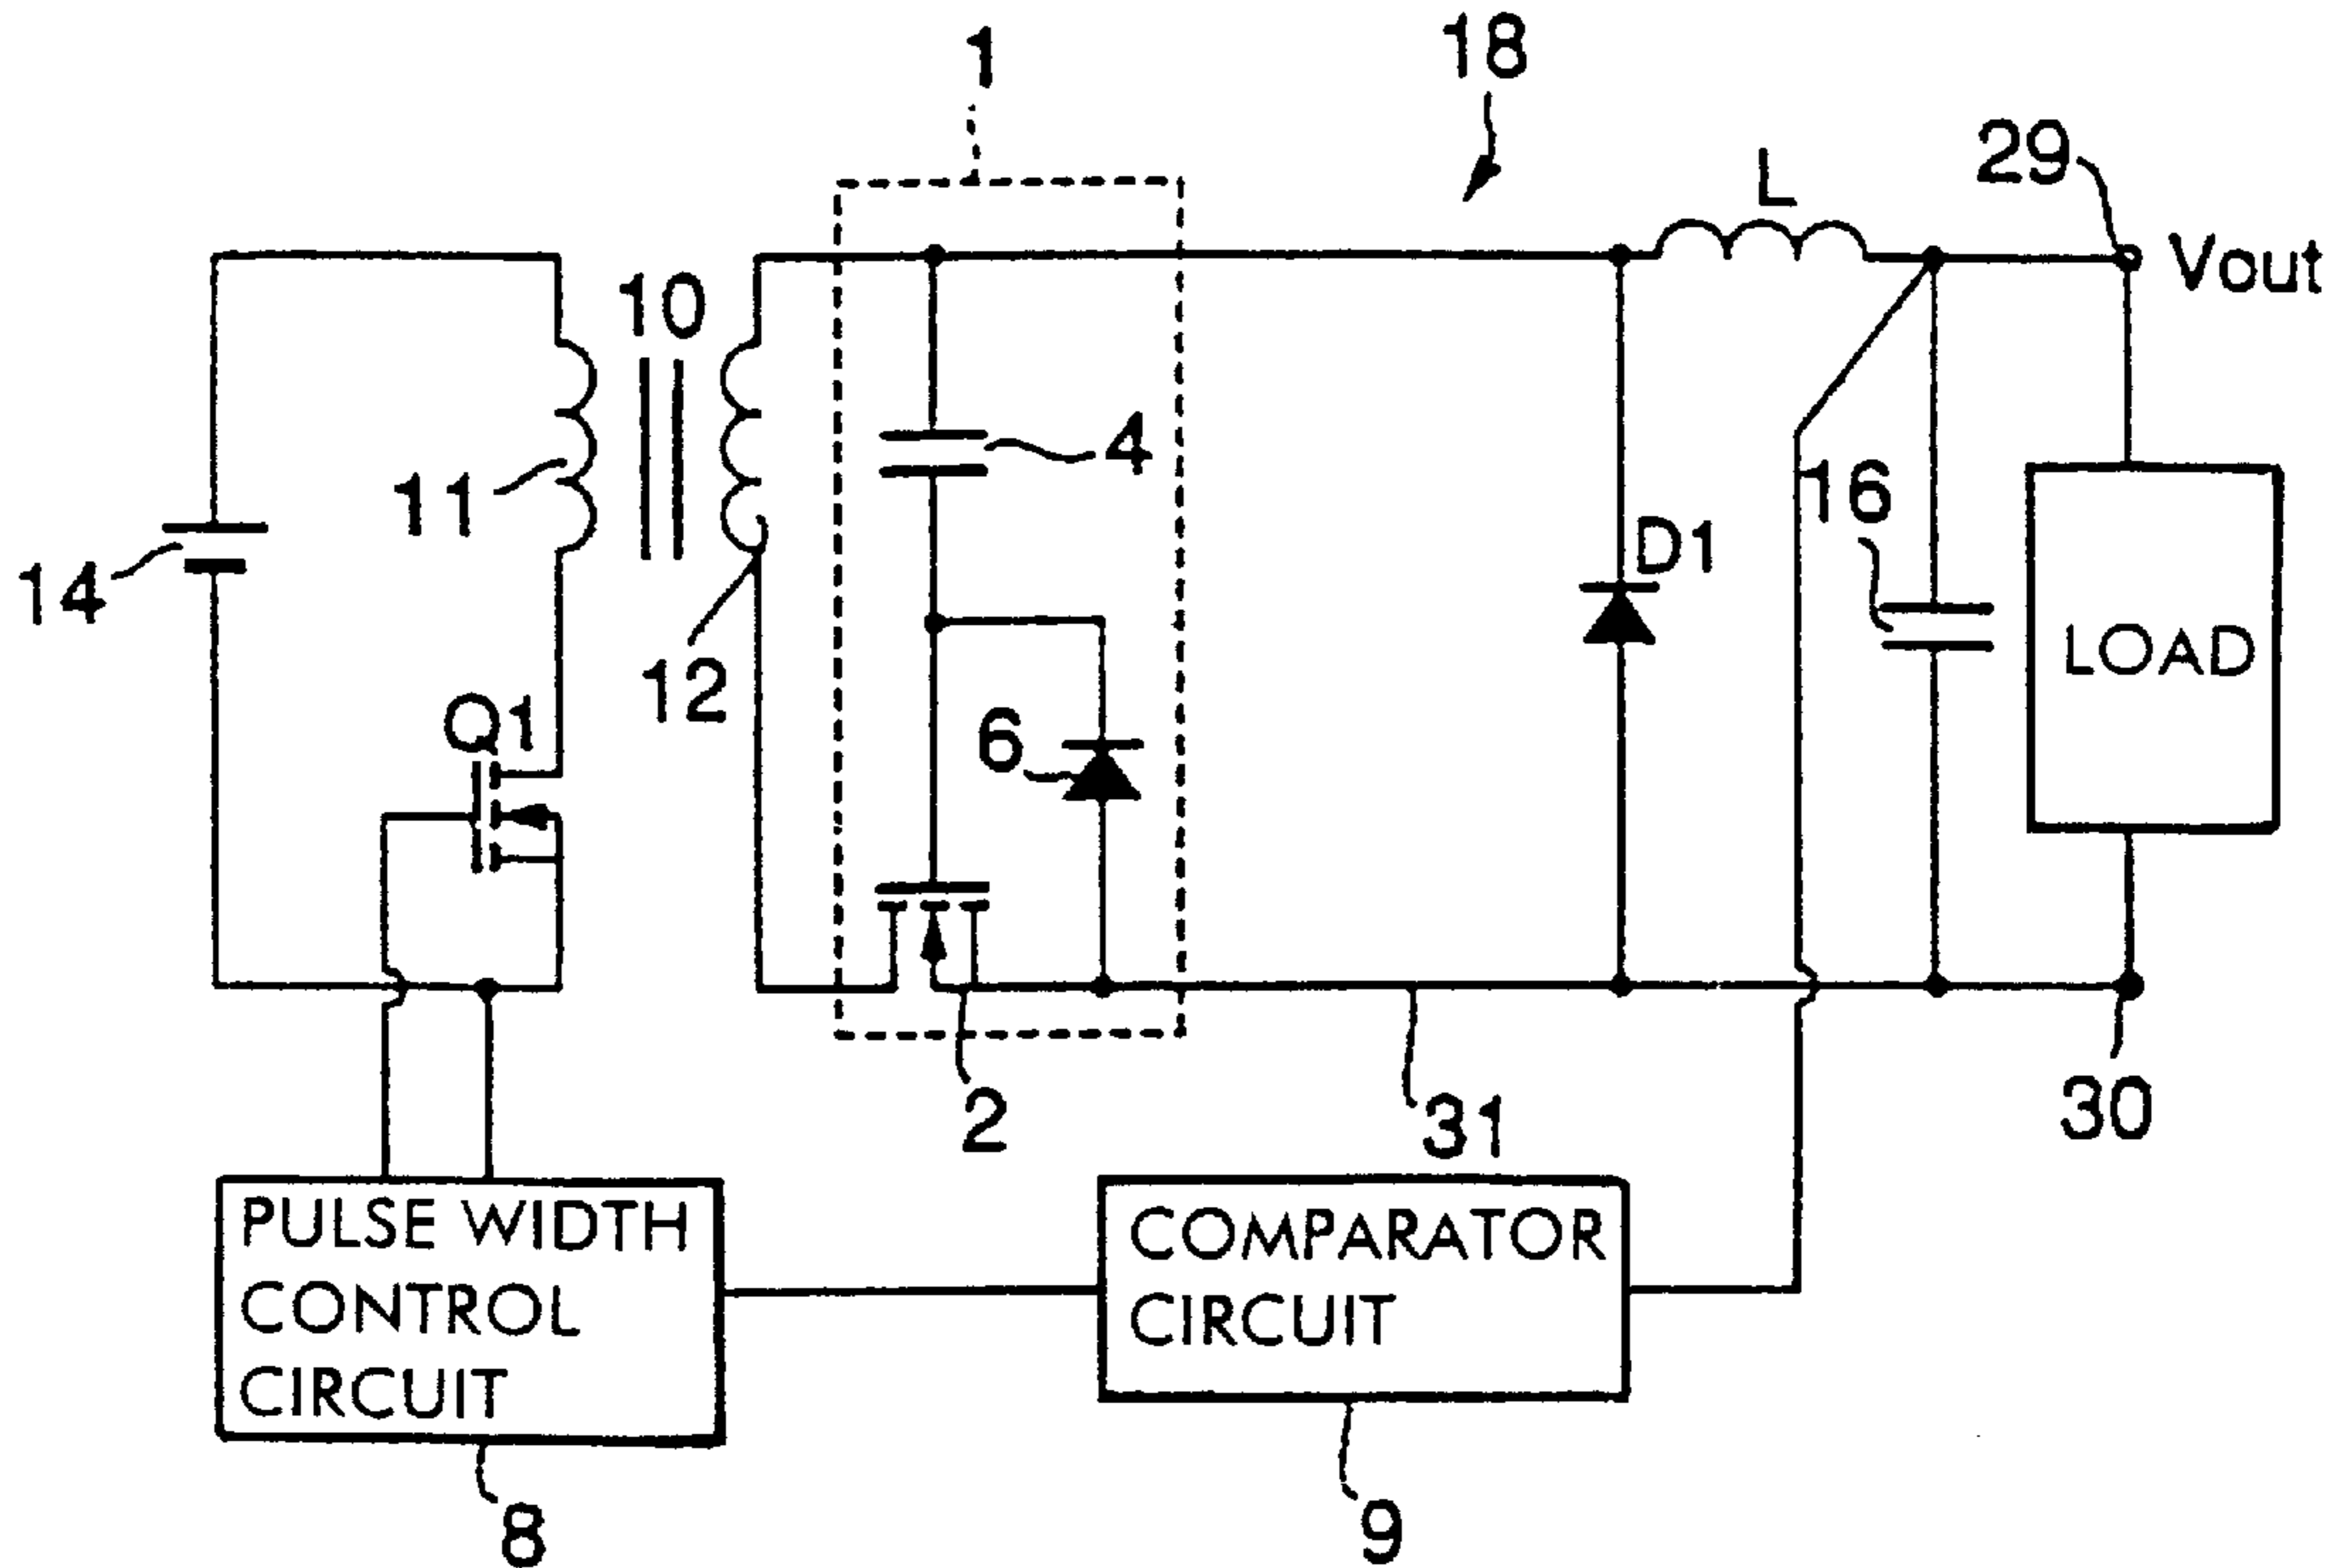 1
18
29
L
Vout
10
4
11
16
D1
14
LOAD
12
Q1
6
2
31
30
PULSE WIDTH
CONTROL
CIRCUIT
COMPARATOR
CIRCUIT
8
9